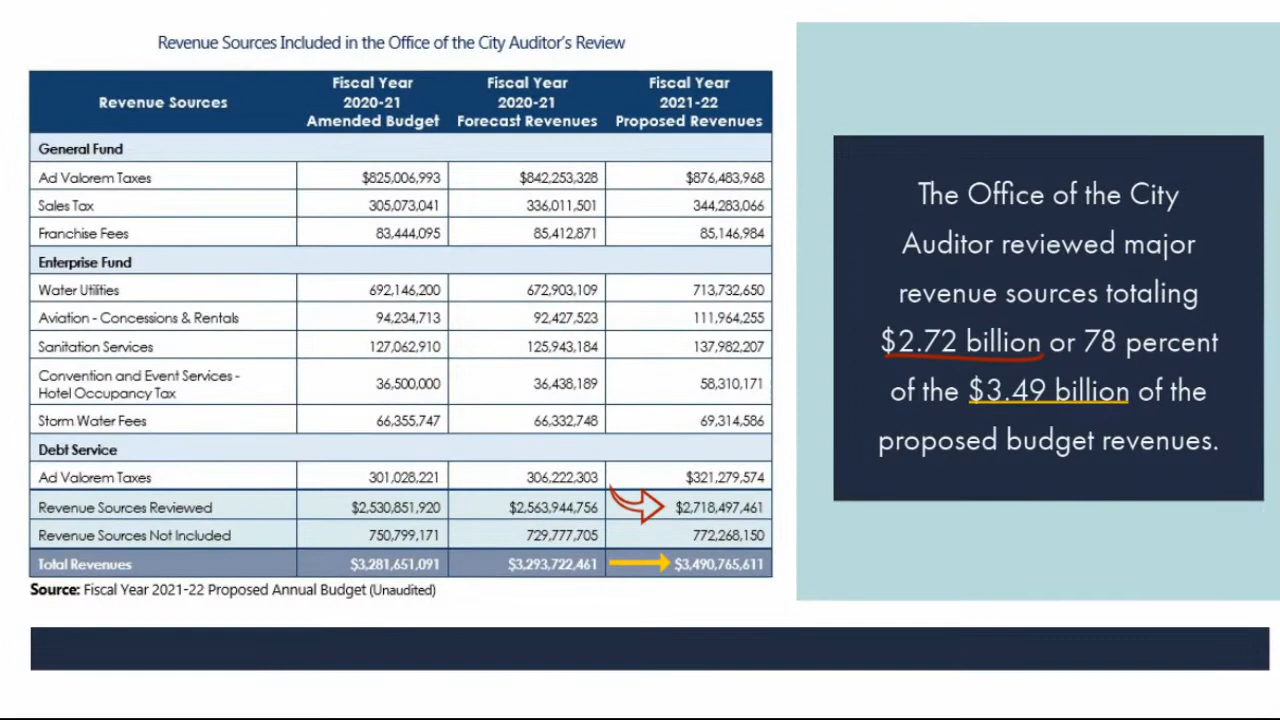 Revenue Sources Included in the Office of the City Auditor's Review
Revenue Sources Fiscal Year 2020-21 Amended Budget Fiscal Year 2020-21 Forecast Revenues Fiscal Year 2021-22 Proposed Revenues
General Fund
Ad Valorem Taxes $825,006,993 $842,253,328 $876,483,968
Sales Tax 305,073,041 336,011,501 344,283,066
Franchise Fees 83,444,095 85,412,871 85,146,984
Enterprise Fund
Water Utilities 692,146,200 672,903,109 713,732,650
Aviation - Concessions & Rentals 94,234,713 92,427,523 111,964,255
Sanitation Services 127,062,910 125,943,184 137,982,207
Convention and Event Services - Hotel Occupancy Tax 36,500,000 36,438,189 58,310,171
Storm Water Fees 66,355,747 66,332,748 69,314,586
Debt Service
Ad Valorem Taxes 301,028,221 306,222,303 $321,279,574
Revenue Sources Reviewed $2,530,851,920 $2,563,944,756 $2,718,497,461
Revenue Sources Not Included 750,799,171 729,777,705 772,268,150
Total Revenues $3,281,651,091 $3,293,722,461 $3,490,765,611
Source: Fiscal Year 2021-22 Proposed Annual Budget (Unaudited)
The Office of the City
Auditor reviewed major
revenue sources totaling
$2.72 billion or 78 percent
of the $3.49 billion of the
proposed budget revenues.